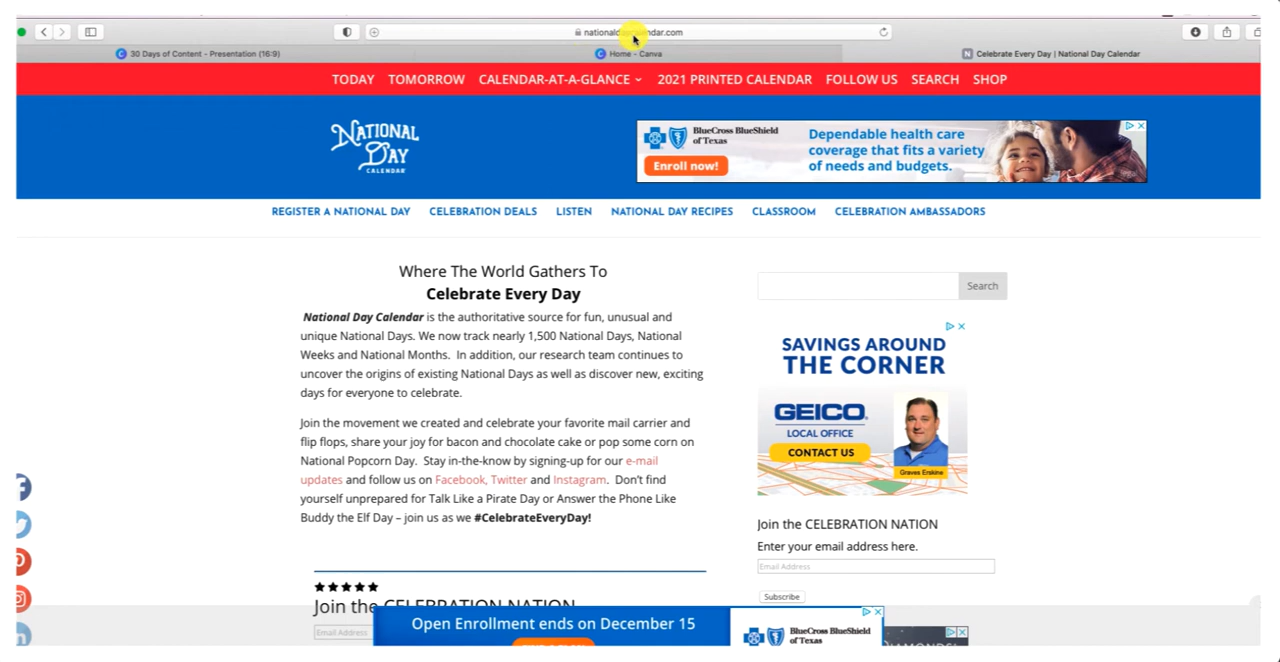 nationaldaycalendar.com
30 Days of Content - Presentation (16:9)
Home - Canva
Celebrate Every Day | National Day Calendar
TODAY TOMORROW CALENDAR-AT-A-GLANCE 2021 PRINTED CALENDAR FOLLOW US SEARCH SHOP
NATIONAL
DAY
CALENDAR
BlueCross BlueShield
of Texas
Enroll now!
Dependable health care
coverage that fits a variety
of needs and budgets.
REGISTER A NATIONAL DAY CELEBRATION DEALS LISTEN NATIONAL DAY RECIPES CLASSROOM CELEBRATION AMBASSADORS
Where The World Gathers To
Celebrate Every Day
National Day Calendar is the authoritative source for fun, unusual and
unique National Days. We now track nearly 1,500 National Days, National
Weeks and National Months. In addition, our research team continues to
uncover the origins of existing National Days as well as discover new, exciting
days for everyone to celebrate.
Join the movement we created and celebrate your favorite mail carrier and
flip flops, share your joy for bacon and chocolate cake or pop some corn on
National Popcorn Day. Stay in-the-know by signing-up for our e-mail
updates and follow us on Facebook, Twitter and Instagram. Don't find
yourself unprepared for Talk Like a Pirate Day or Answer the Phone Like
Buddy the Elf Day – join us as we #CelebrateEveryDay!
Join the CELEBRATION NATION
Email Address
Search
SAVINGS AROUND
THE CORNER
GEICO
LOCAL OFFICE
CONTACT US
Graves Erskine
Join the CELEBRATION NATION
Enter your email address here.
Email Address
Subscribe
Open Enrollment ends on December 15
BlueCross BlueShield
of Texas